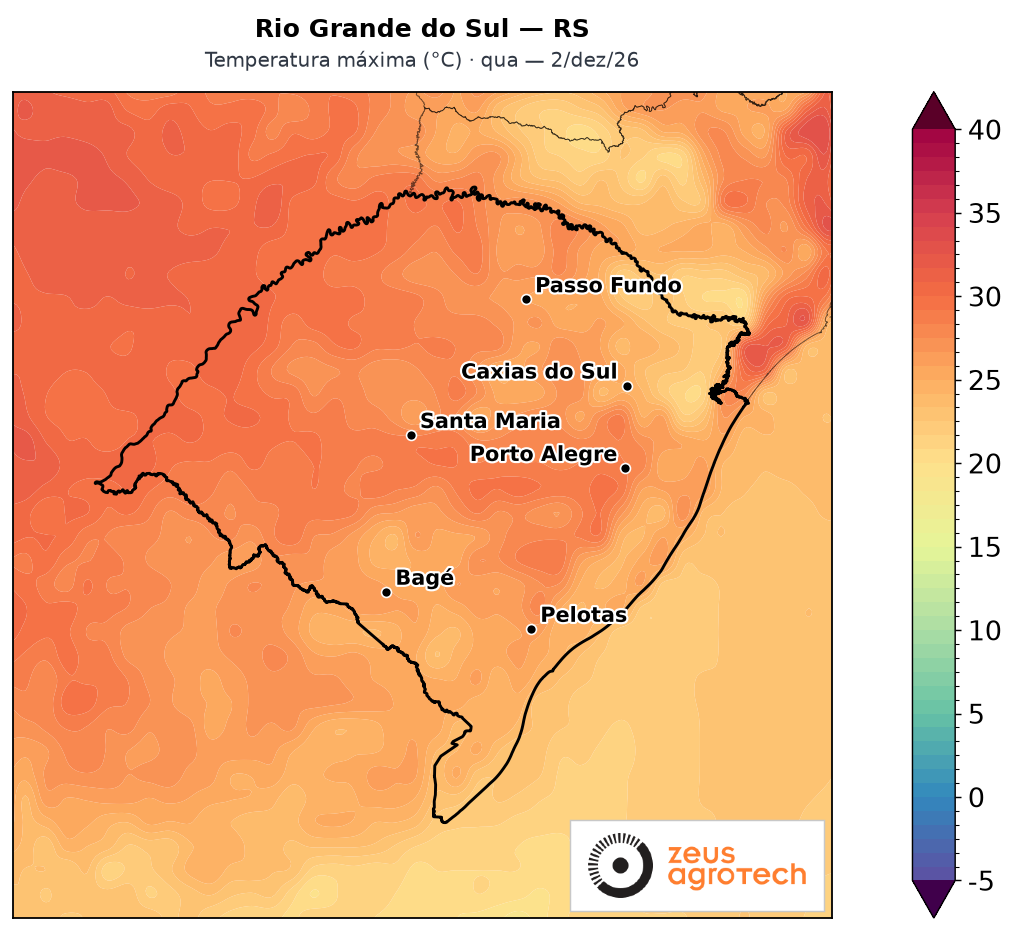 Rio Grande do Sul — RS
Temperatura máxima (°C) · qua — 2/dez/26
Passo Fundo
Caxias do Sul
Santa Maria
Porto Alegre
Bagé
Pelotas
40
35
30
25
20
15
10
5
0
-5
zeus
agrotech